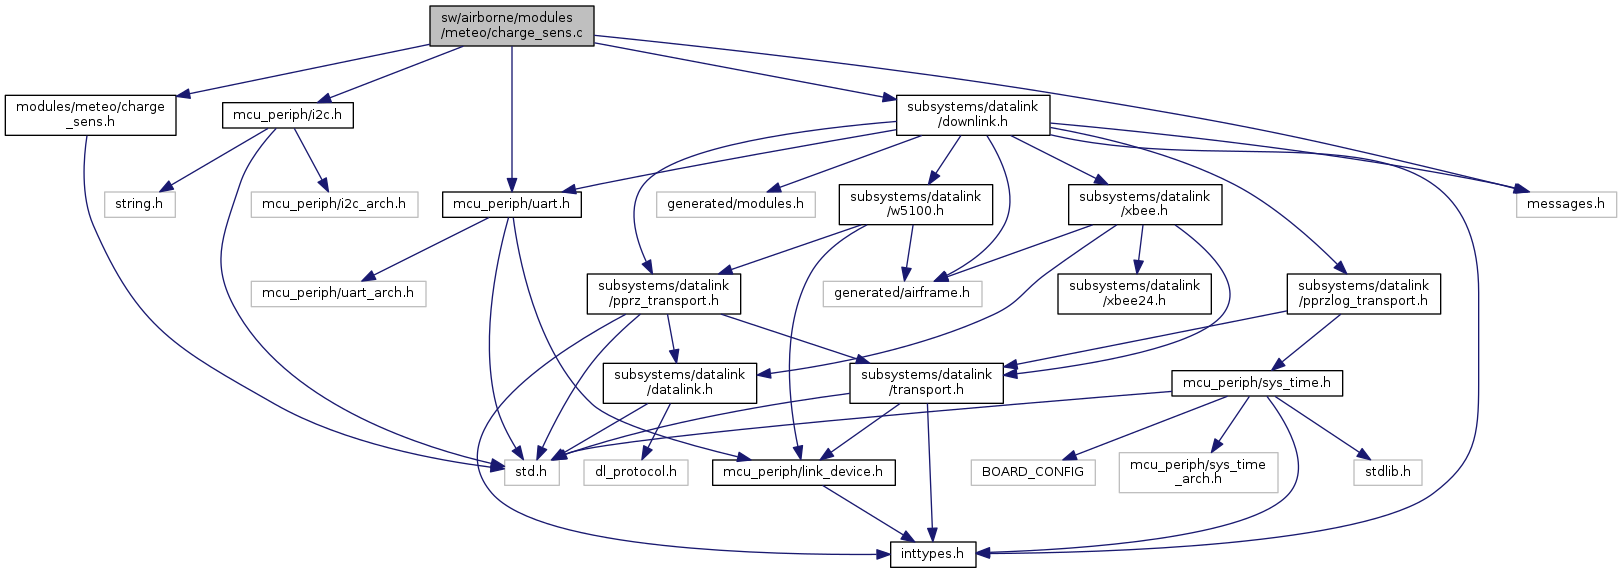 sw/airborne/modules
/meteo/charge_sens.c
modules/meteo/charge
_sens.h
mcu_periph/i2c.h
subsystems/datalink
/downlink.h
string.h
mcu_periph/i2c_arch.h
mcu_periph/uart.h
generated/modules.h
subsystems/datalink
/w5100.h
subsystems/datalink
/xbee.h
messages.h
mcu_periph/uart_arch.h
subsystems/datalink
/pprz_transport.h
generated/airframe.h
subsystems/datalink
/xbee24.h
subsystems/datalink
/pprzlog_transport.h
subsystems/datalink
/datalink.h
subsystems/datalink
/transport.h
mcu_periph/sys_time.h
std.h
dl_protocol.h
mcu_periph/link_device.h
BOARD_CONFIG
mcu_periph/sys_time
_arch.h
stdlib.h
inttypes.h